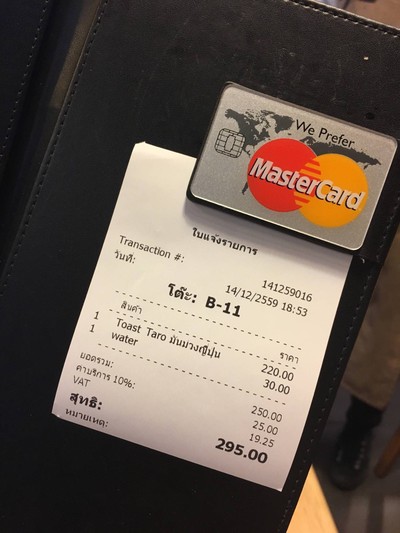 We Prefer
MasterCard
ใบแจ้งรายการ
Transaction #: 141259016
วันที่: 14/12/2559 18:53
โต๊ะ: B-11
สินค้า ราคา
1 Toast Taro มันม่วงญี่ปุ่น 220.00
1 water 30.00
ยอดรวม: 250.00
ค่าบริการ 10%: 25.00
VAT 19.25
สุทธิ: 295.00
หมายเหตุ: